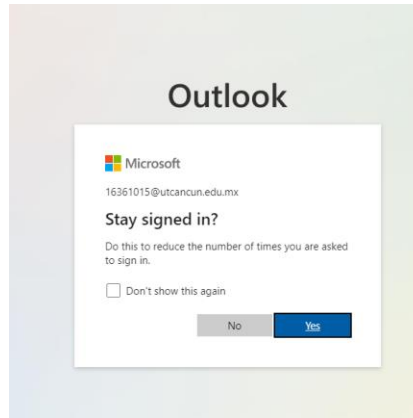 Outlook
Microsoft
16361015@utcancun.edu.mx
Stay signed in?
Do this to reduce the number of times you are asked
to sign in.
Don't show this again
No
Yes